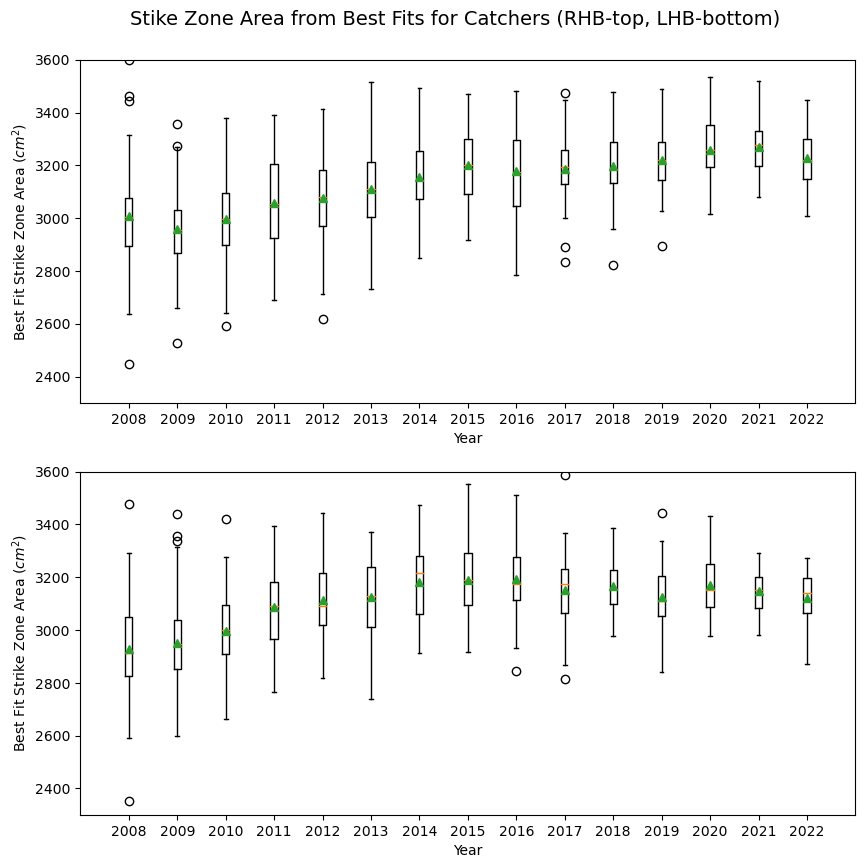 Stike Zone Area from Best Fits for Catchers (RHB-top, LHB-bottom)
3600
3400
3200
3000
2800
2600
2400
Best Fit Strike Zone Area (cm²)
2008 2009 2010 2011 2012 2013 2014 2015 2016 2017 2018 2019 2020 2021 2022
Year
3600
3400
3200
3000
2800
2600
2400
Best Fit Strike Zone Area (cm²)
2008 2009 2010 2011 2012 2013 2014 2015 2016 2017 2018 2019 2020 2021 2022
Year